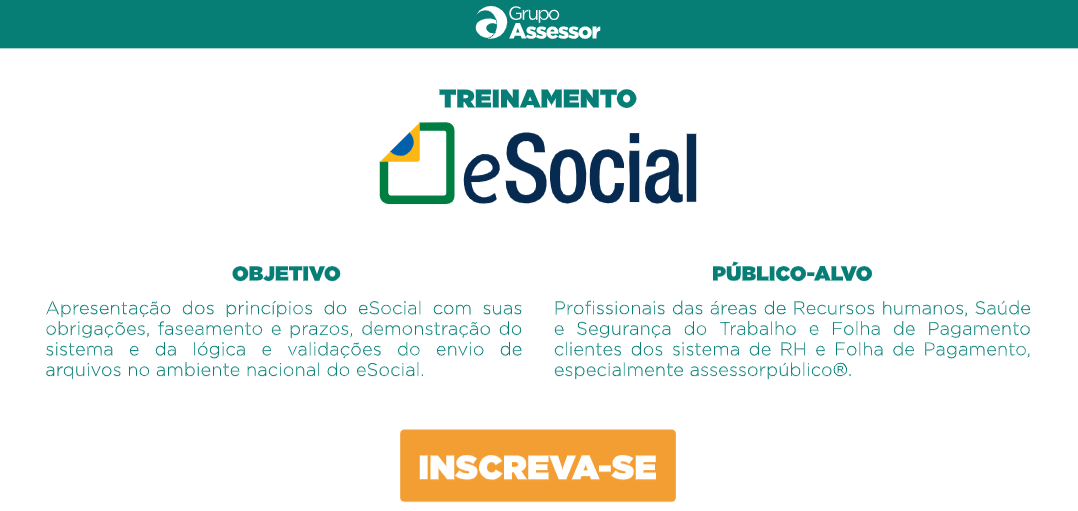 Grupo
Assessor
TREINAMENTO
eSocial
OBJETIVO
Apresentação dos princípios do eSocial com suas
obrigações, faseamento e prazos, demonstração do
sistema e da lógica e validações do envio de
arquivos no ambiente nacional do eSocial.
PÚBLICO-ALVO
Profissionais das áreas de Recursos humanos, Saúde
e Segurança do Trabalho e Folha de Pagamento
clientes dos sistema de RH e Folha de Pagamento,
especialmente assessorpúblico®.
INSCREVA-SE